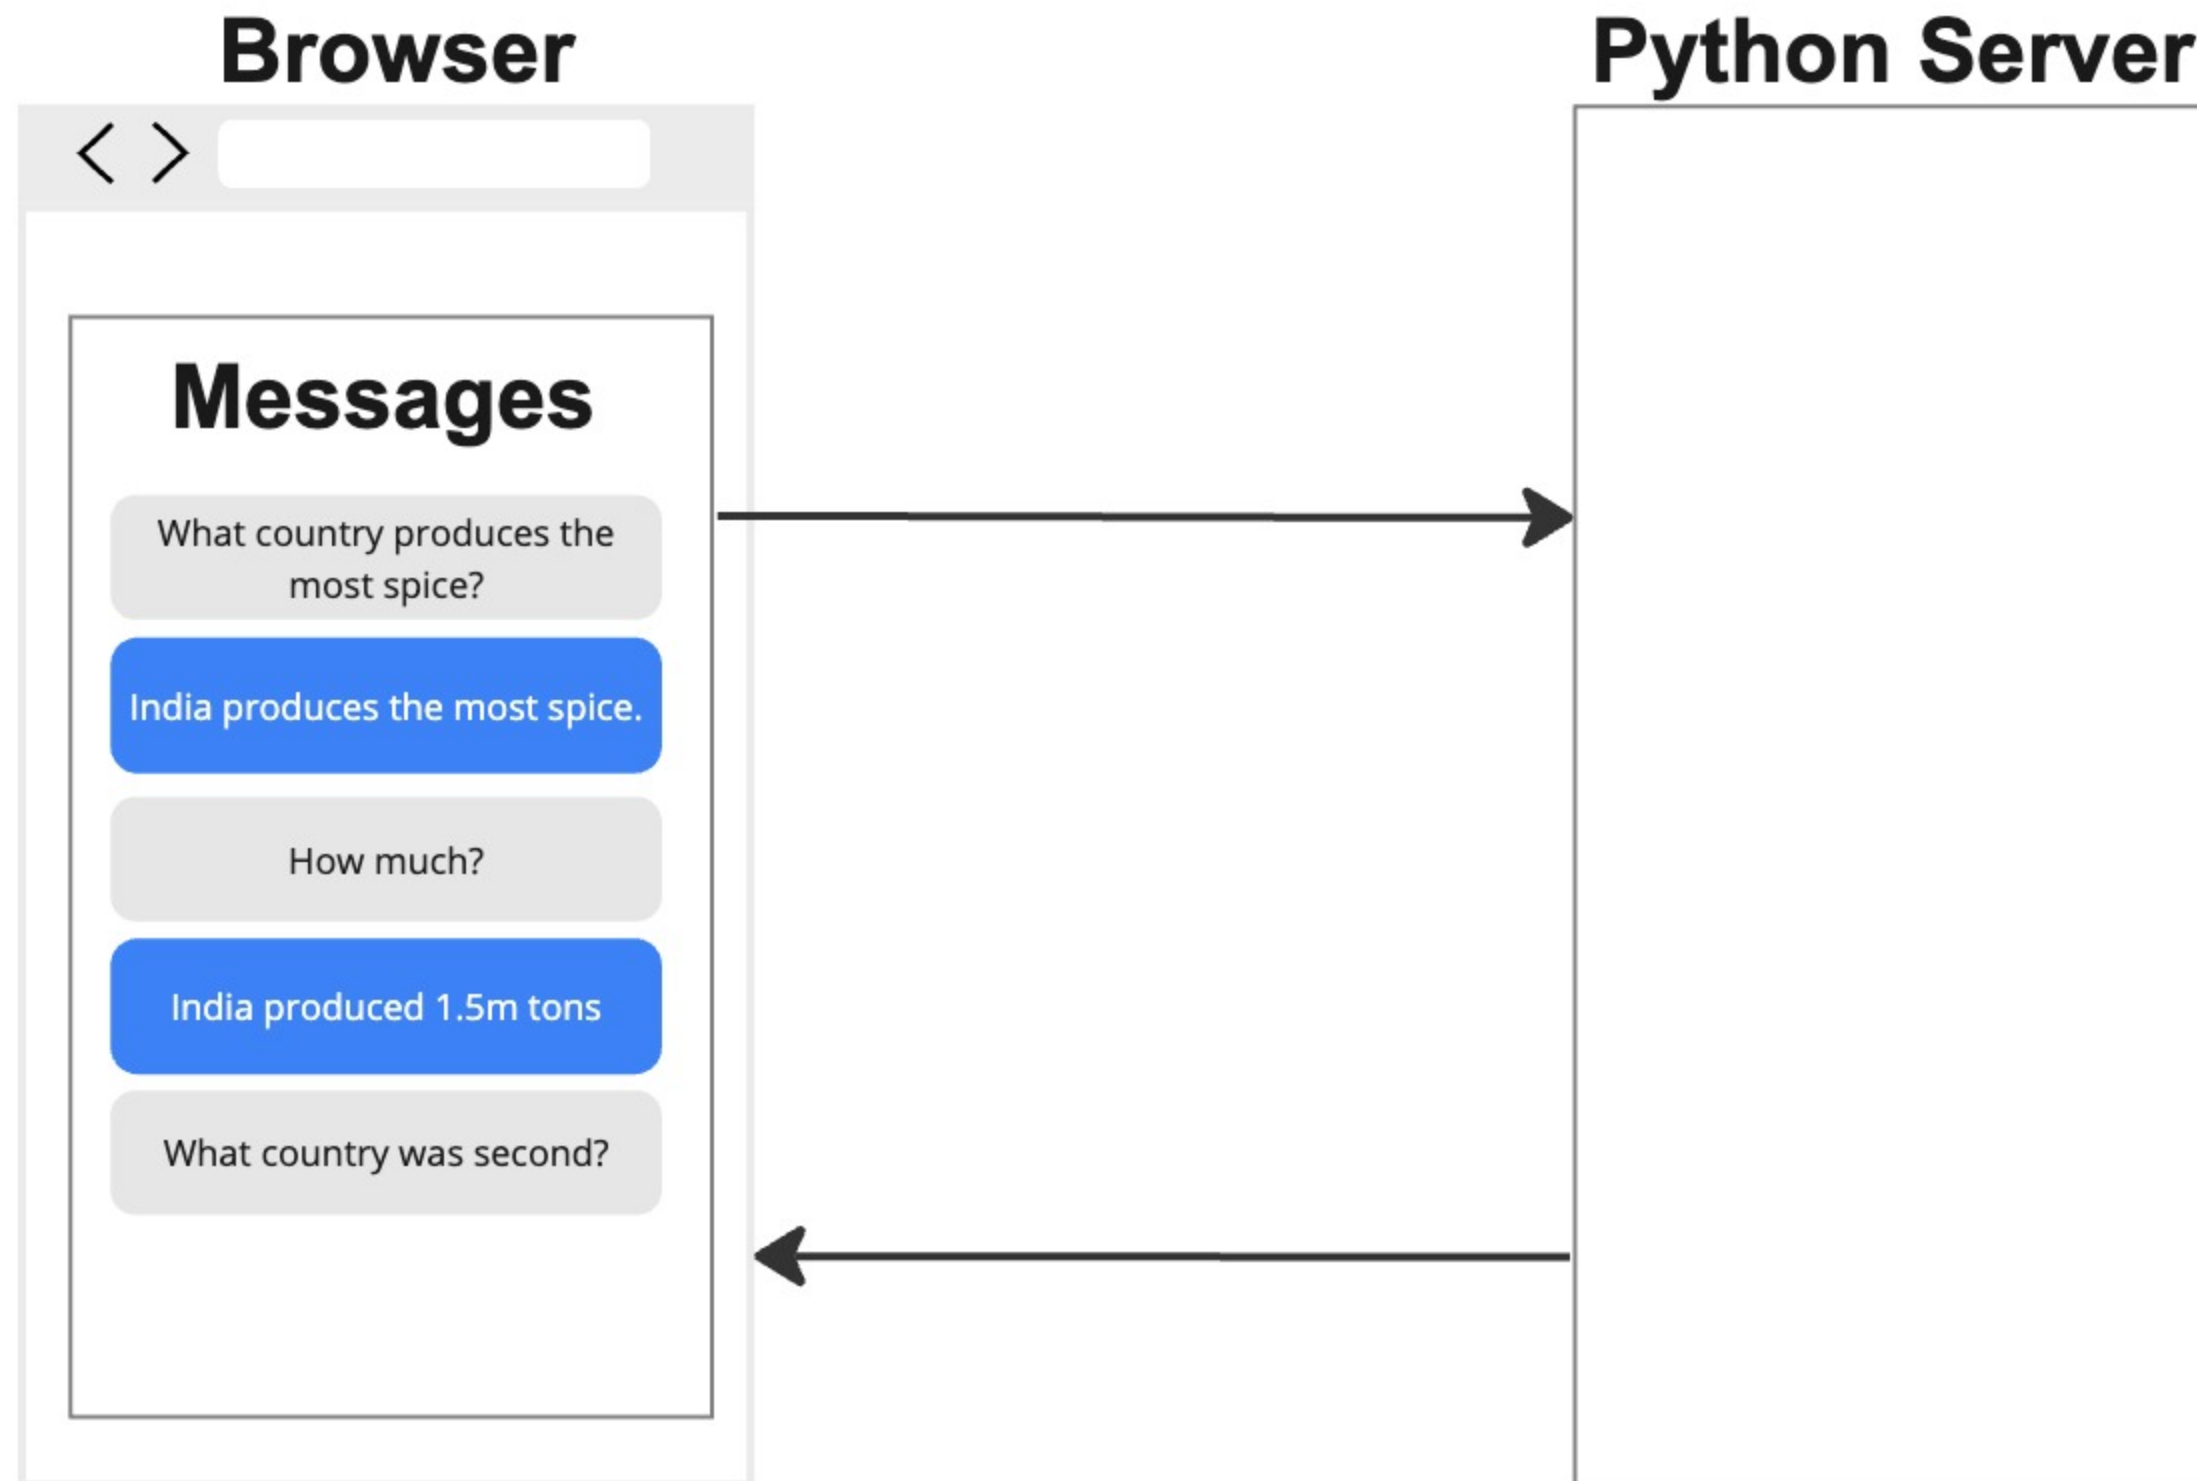 Browser
Python Server
Messages
What country produces the
most spice?
India produces the most spice.
How much?
India produced 1.5m tons
What country was second?